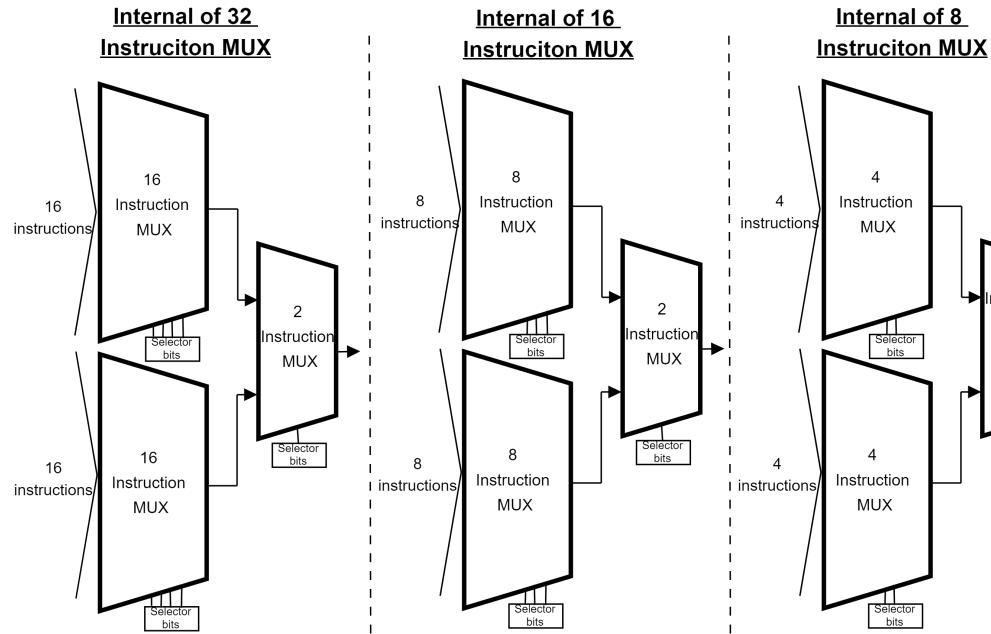 Internal of 32
Instruciton MUX
16
instructions
16
Instruction
MUX
Selector
bits
16
instructions
16
Instruction
MUX
Selector
bits
2
Instruction
MUX
Selector
bits
Internal of 16
Instruciton MUX
8
instructions
8
Instruction
MUX
Selector
bits
8
instructions
8
Instruction
MUX
Selector
bits
2
Instruction
MUX
Selector
bits
Internal of 8
Instruciton MUX
4
instructions
4
Instruction
MUX
Selector
bits
4
instructions
4
Instruction
MUX
Selector
bits